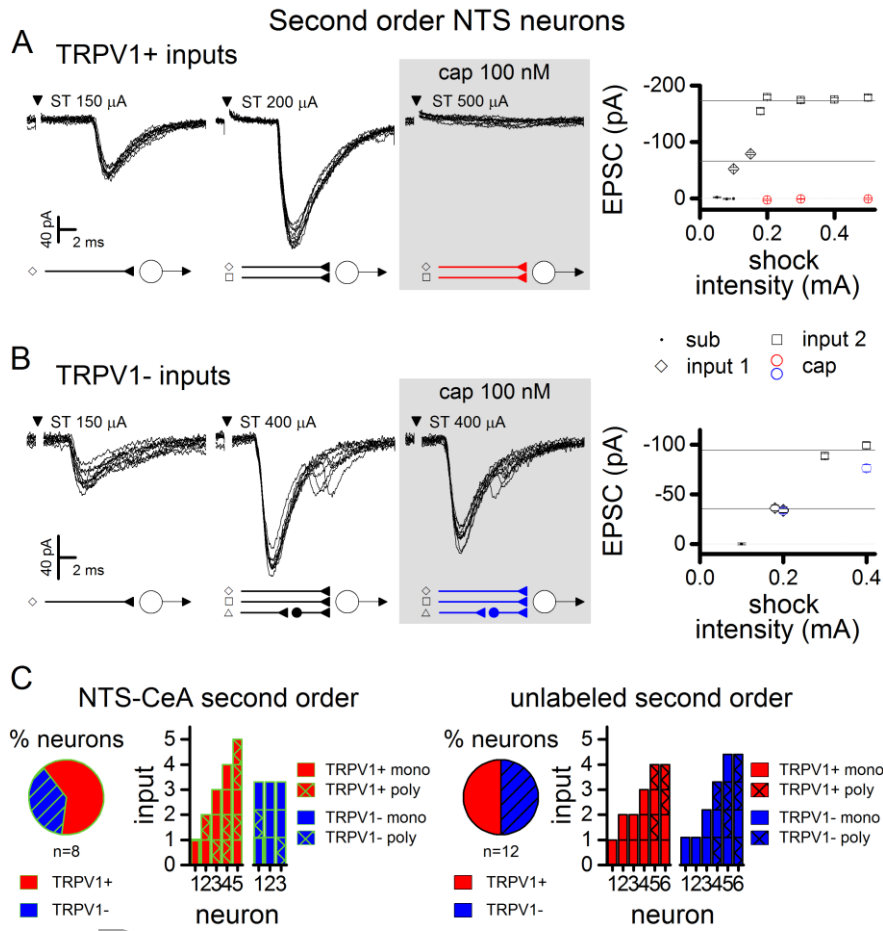 Second order NTS neurons
A
TRPV1+ inputs
cap 100 nM
ST 150 μA
ST 200 μA
ST 500 μA
40 pA
2 ms
EPSC (pA)
-200
-100
0
0.0 0.2 0.4
shock
intensity (mA)
sub
input 1
input 2
cap
B
TRPV1- inputs
cap 100 nM
ST 150 μA
ST 400 μA
ST 400 μA
40 pA
2 ms
EPSC (pA)
-100
-50
0
0.0 0.2 0.4
shock
intensity (mA)
C
NTS-CeA second order
% neurons
n=8
TRPV1+
TRPV1-
input
5
4
3
2
1
0
12345 123
neuron
TRPV1+ mono
TRPV1+ poly
TRPV1- mono
TRPV1- poly
unlabeled second order
% neurons
n=12
TRPV1+
TRPV1-
input
5
4
3
2
1
0
123456 123456
neuron
TRPV1+ mono
TRPV1+ poly
TRPV1- mono
TRPV1- poly